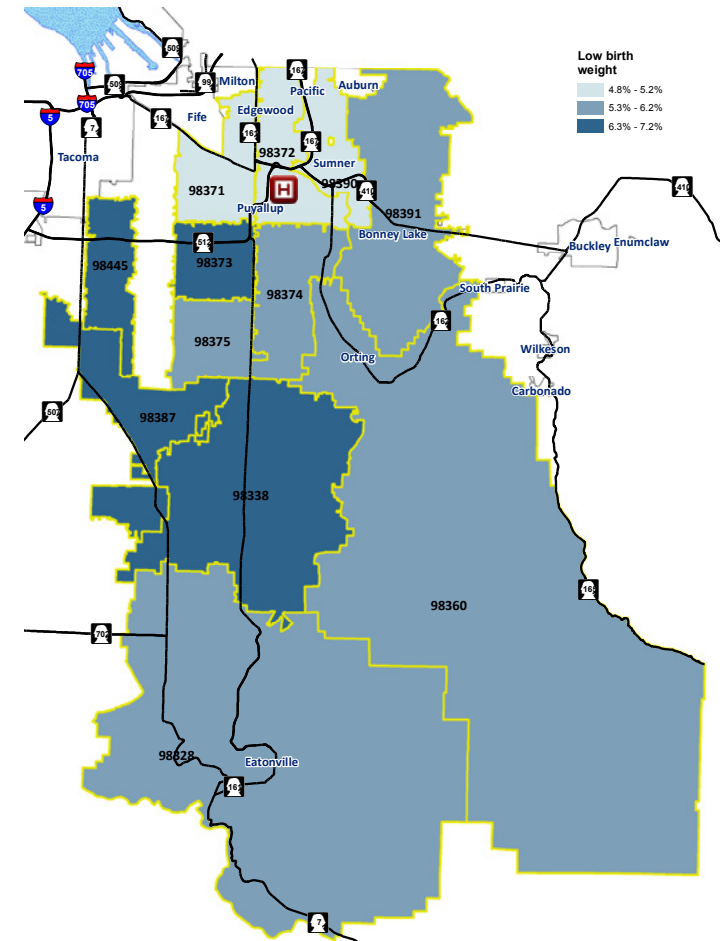 509
705
Low birth
weight
4.8% - 5.2%
5.3% - 6.2%
6.3% - 7.2%
167
509
99
Milton
Pacific
Auburn
705
5
7
167
Fife
Edgewood
161
167
98372
Tacoma
Sumner
98371
H
98390
410
410
5
Puyallup
98391
Bonney Lake
512
98373
Buckley
Enumclaw
98445
98374
South Prairie
162
98375
Orting
Wilkeson
Carbonado
507
98387
98338
165
98360
702
98328
Eatonville
161
7